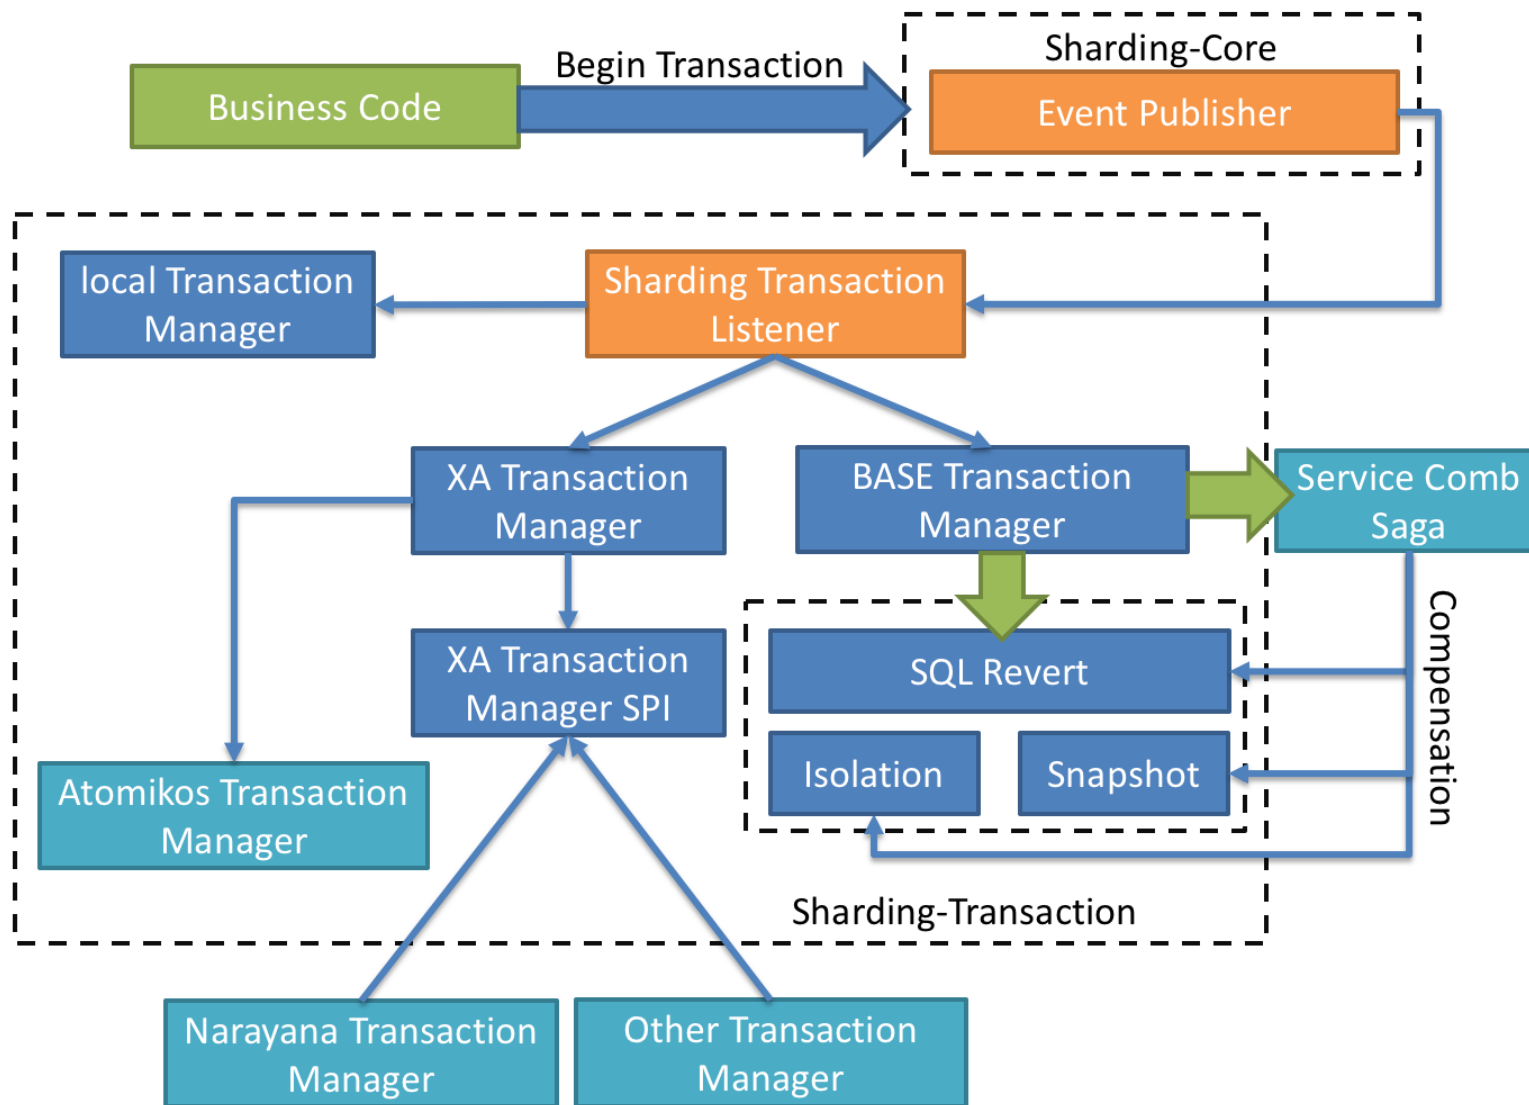 Sharding-Core
Begin Transaction
Business Code
Event Publisher
local Transaction
Manager
Sharding Transaction
Listener
XA Transaction
Manager
BASE Transaction
Manager
Service Comb
Saga
Compensation
XA Transaction
Manager SPI
SQL Revert
Isolation
Snapshot
Atomikos Transaction
Manager
Sharding-Transaction
Narayana Transaction
Manager
Other Transaction
Manager